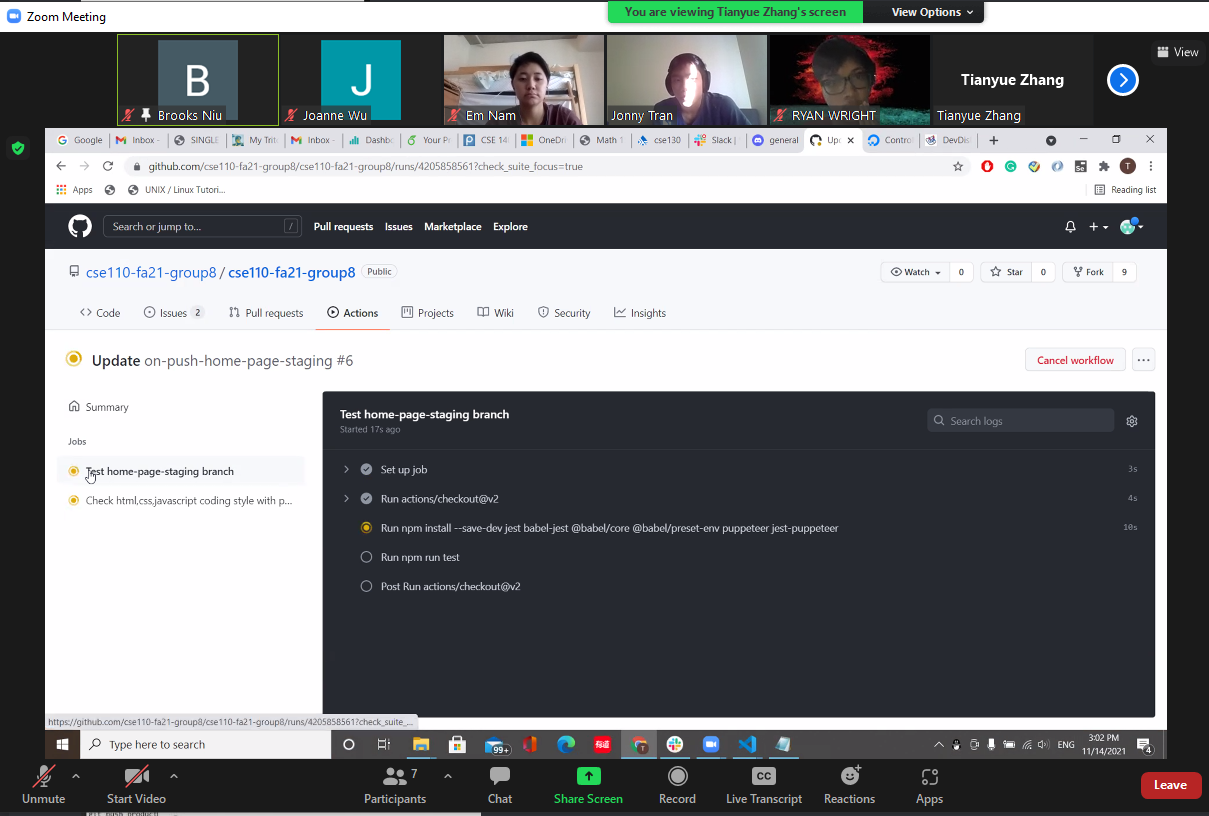 Zoom Meeting
You are viewing Tianyue Zhang's screen
View Options
View
B
Brooks Niu
J
Joanne Wu
Em Nam
Jonny Tran
RYAN WRIGHT
Tianyue Zhang
Tianyue Zhang
Google
Inbox -
SINGLE
My Trit
Inbox -
Dashbo
Your Pr
CSE 14
OneDri
Math 1
cse130
Slack |
general
Up
Contro
DevDis
github.com/cse110-fa21-group8/cse110-fa21-group8/runs/4205858561?check_suite_focus=true
T
Apps
UNIX / Linux Tutori...
Reading list
Search or jump to...
/
Pull requests
Issues
Marketplace
Explore
cse110-fa21-group8 / cse110-fa21-group8
Public
Watch
0
Star
0
Fork
9
Code
Issues 2
Pull requests
Actions
Projects
Wiki
Security
Insights
Update on-push-home-page-staging #6
Cancel workflow
Summary
Jobs
Test home-page-staging branch
Check html,css,javascript coding style with p...
Test home-page-staging branch
Started 17s ago
Search logs
Set up job
3s
Run actions/checkout@v2
4s
Run npm install --save-dev jest babel-jest @babel/core @babel/preset-env puppeteer jest-puppeteer
10s
Run npm run test
Post Run actions/checkout@v2
https://github.com/cse110-fa21-group8/cse110-fa21-group8/runs/4205858561?check_suite_...
Type here to search
99+
ENG
3:02 PM
11/14/2021
4
Unmute
Start Video
7
Participants
Chat
Share Screen
Record
CC
Live Transcript
Reactions
Apps
Leave